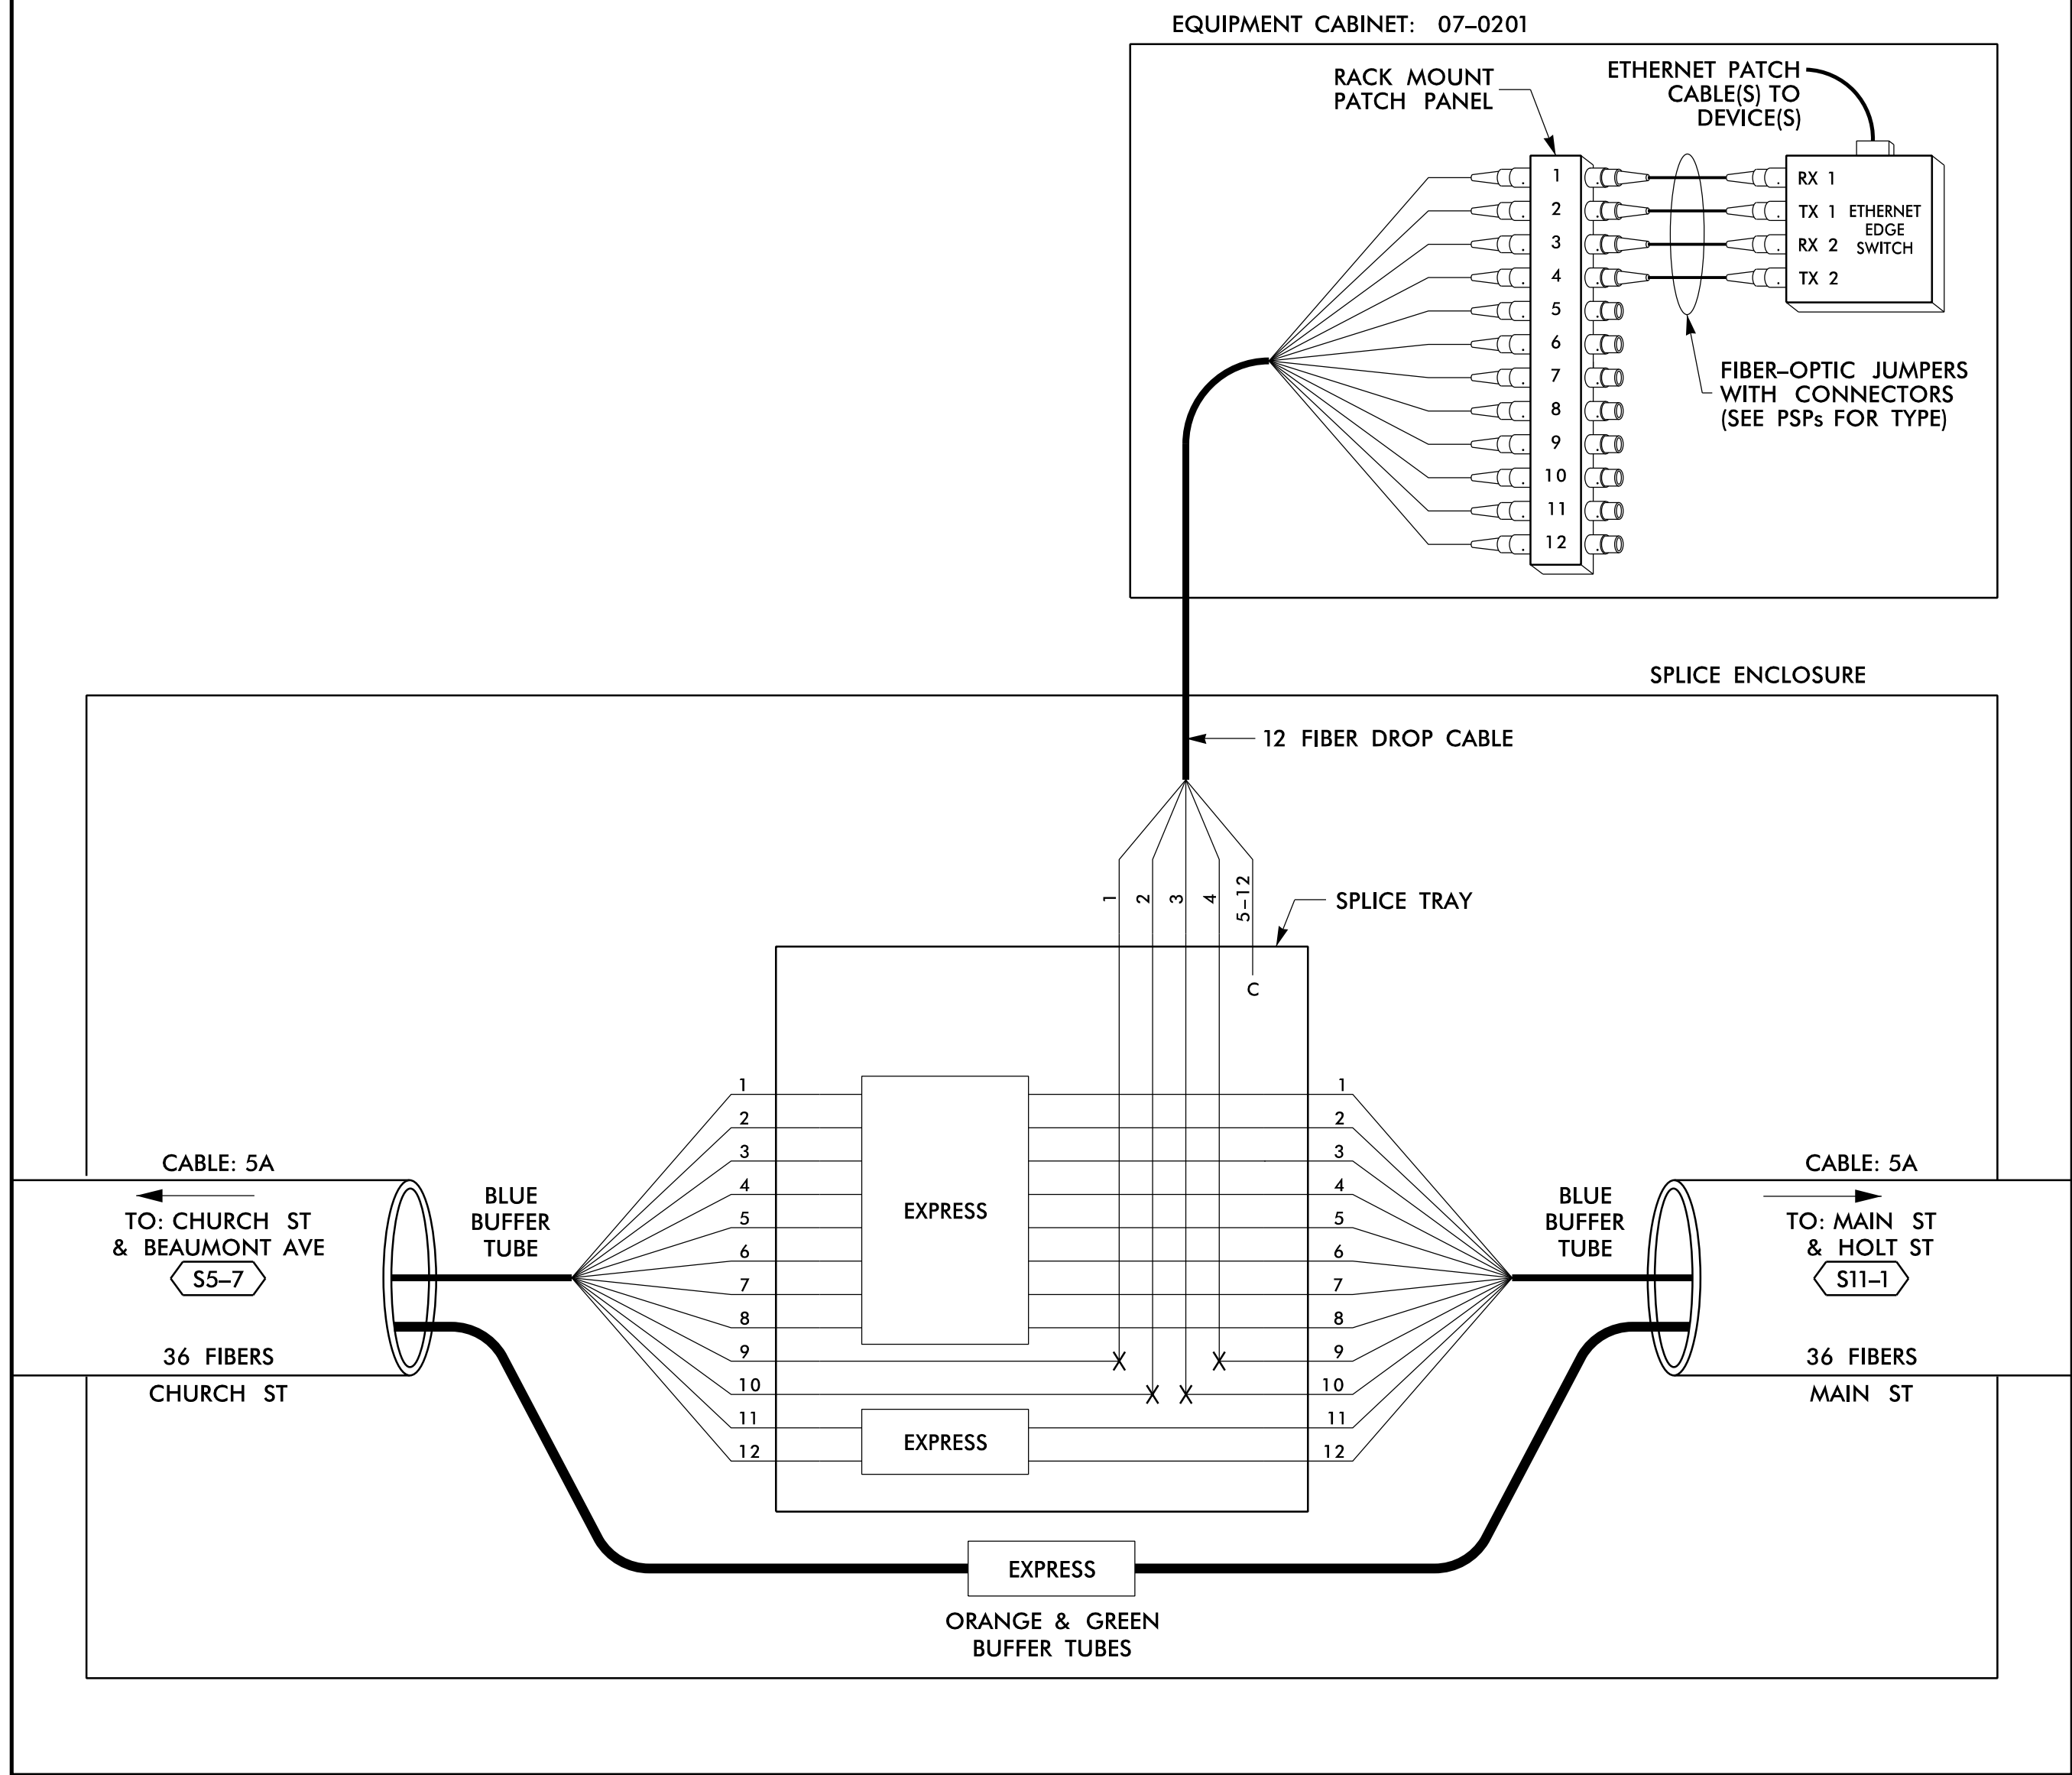 EQUIPMENT CABINET: 07–0201
RACK MOUNT
PATCH PANEL
ETHERNET PATCH
CABLE(S) TO
DEVICE(S)
1
2
3
4
5
6
7
8
9
10
11
12
RX 1
TX 1
RX 2
TX 2
ETHERNET
EDGE
SWITCH
FIBER–OPTIC JUMPERS
WITH CONNECTORS
(SEE PSPs FOR TYPE)
SPLICE ENCLOSURE
12 FIBER DROP CABLE
1
2
3
4
5–12
SPLICE TRAY
C
CABLE: 5A
TO: CHURCH ST
& BEAUMONT AVE
S5–7
36 FIBERS
CHURCH ST
BLUE
BUFFER
TUBE
1
2
3
4
5
6
7
8
9
10
11
12
EXPRESS
EXPRESS
1
2
3
4
5
6
7
8
9
10
11
12
BLUE
BUFFER
TUBE
CABLE: 5A
TO: MAIN ST
& HOLT ST
S11–1
36 FIBERS
MAIN ST
EXPRESS
ORANGE & GREEN
BUFFER TUBES